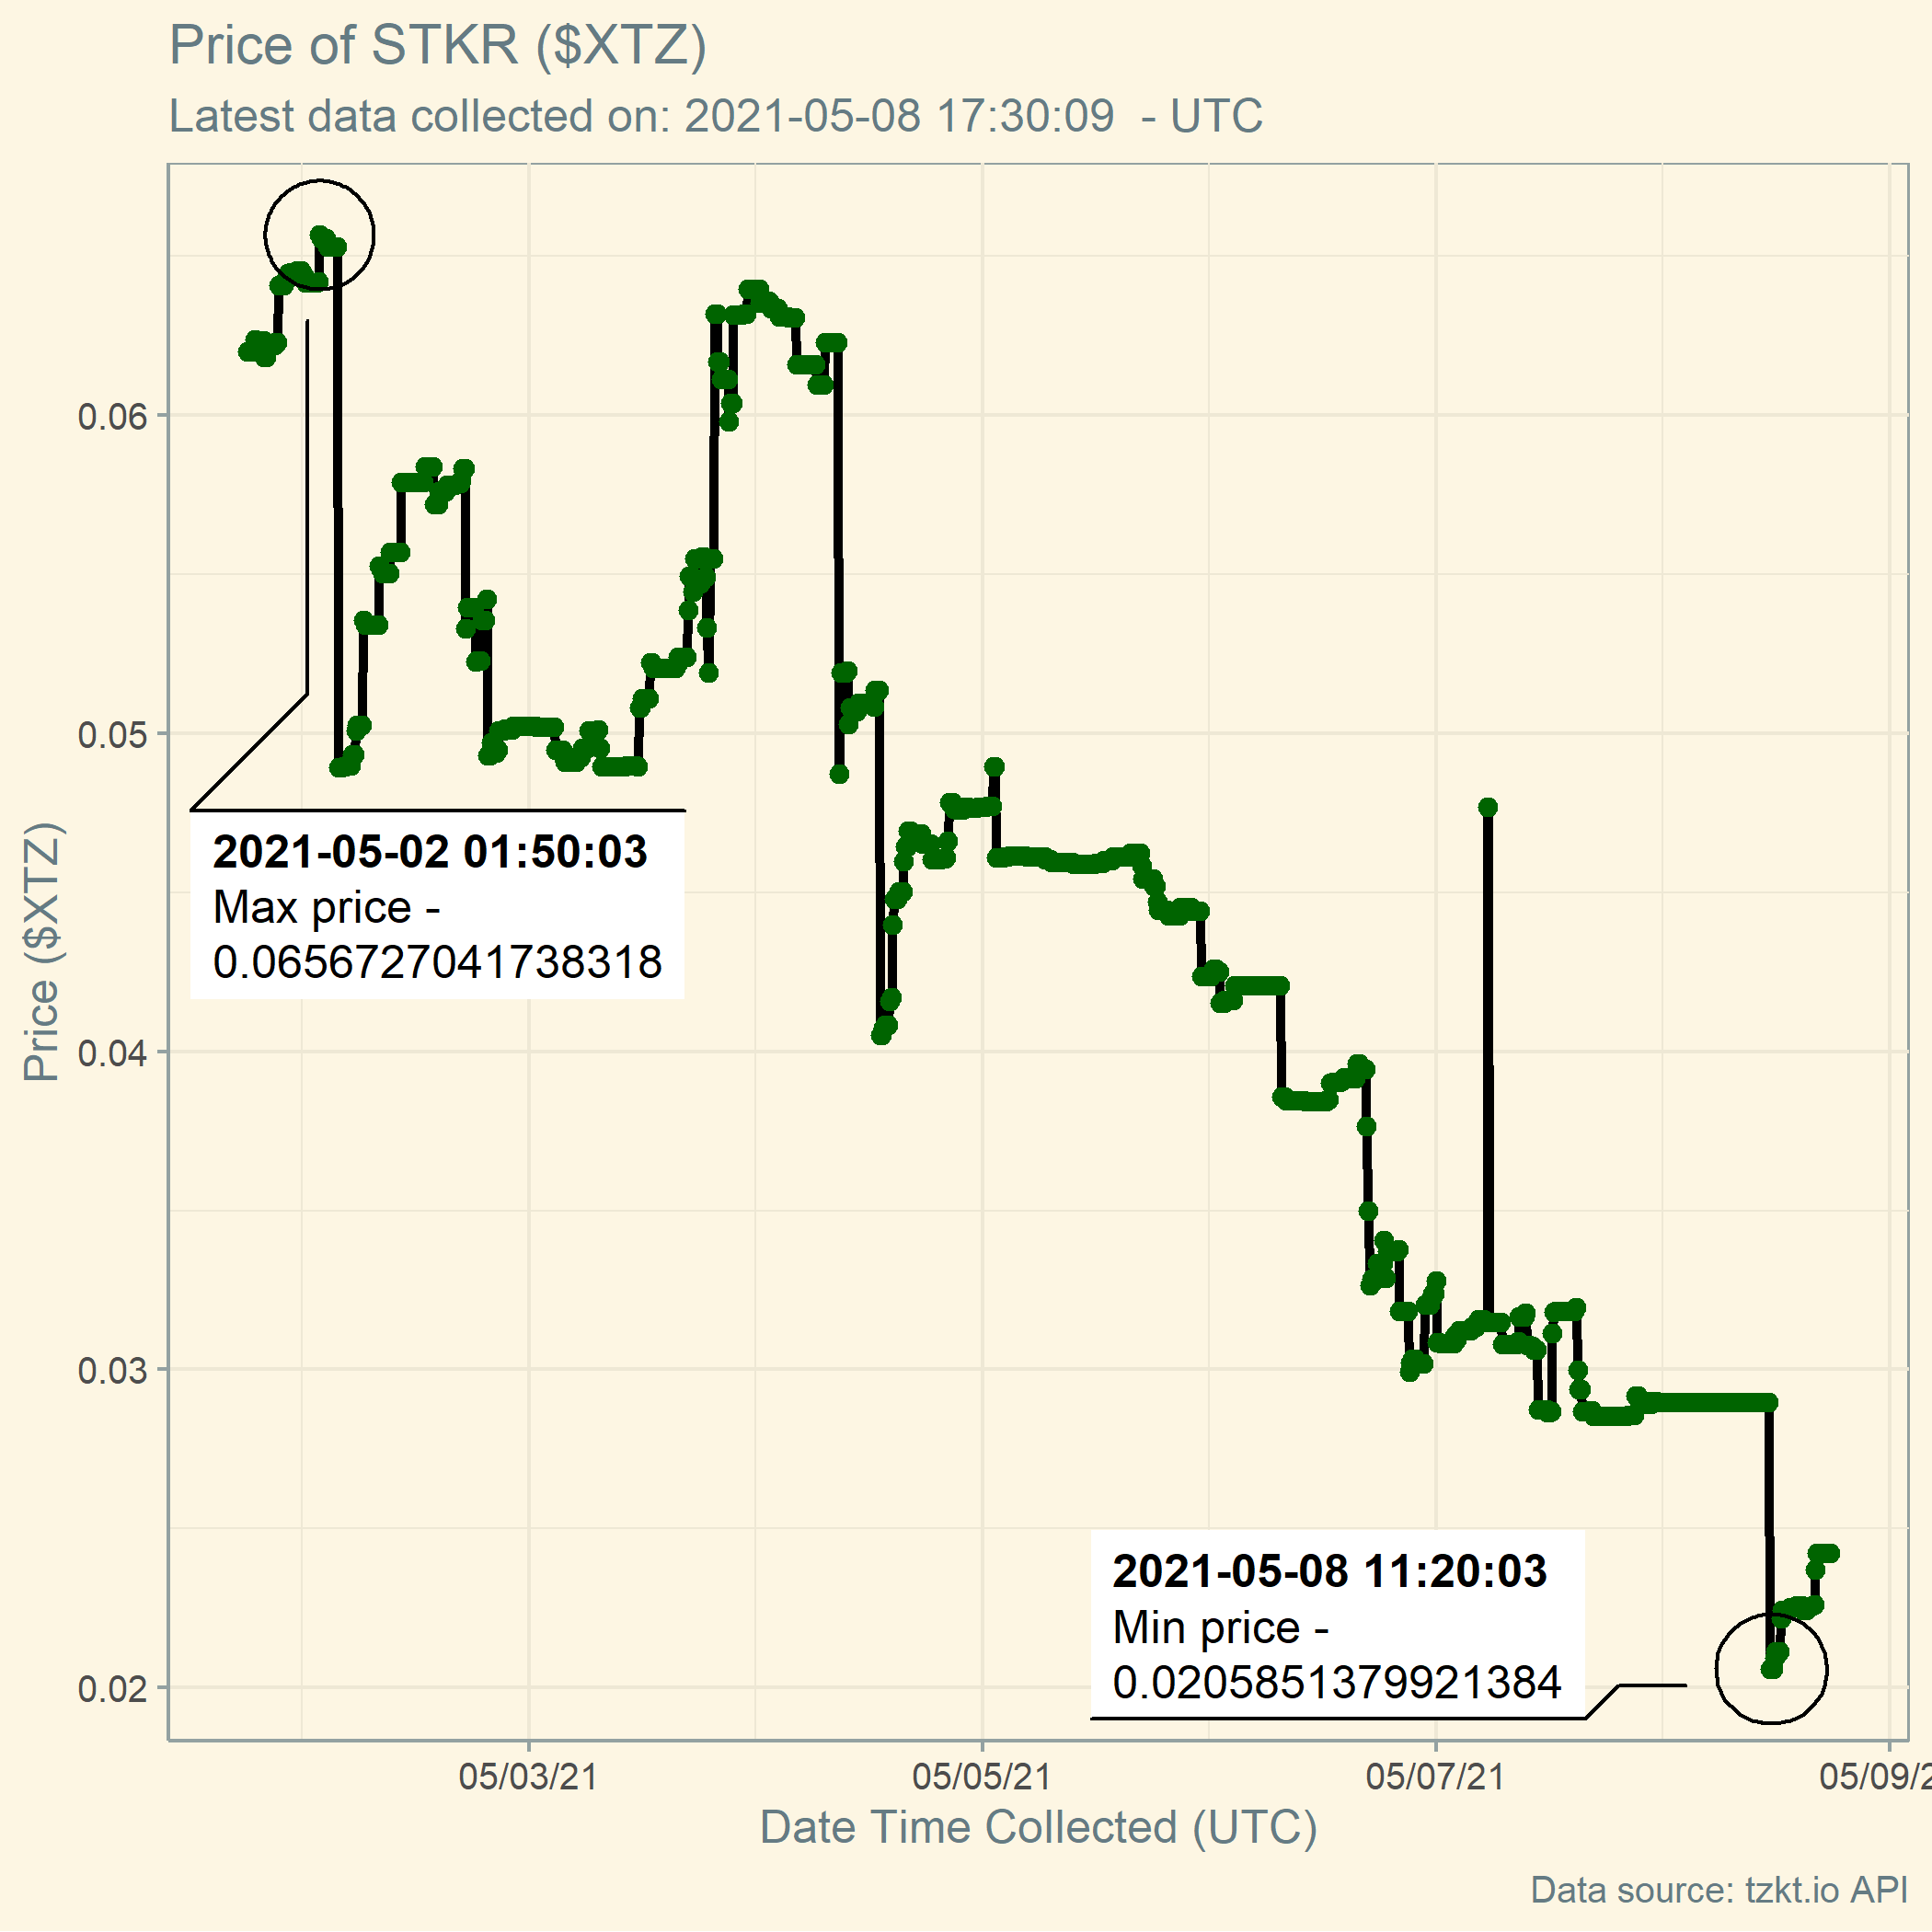 Price of STKR ($XTZ)
Latest data collected on: 2021-05-08 17:30:09  - UTC
Price ($XTZ)
0.06
0.05
0.04
0.03
0.02
2021-05-02 01:50:03
Max price -
0.0656727041738318
2021-05-08 11:20:03
Min price -
0.0205851379921384
05/03/21
05/05/21
05/07/21
05/09/2
Date Time Collected (UTC)
Data source: tzkt.io API